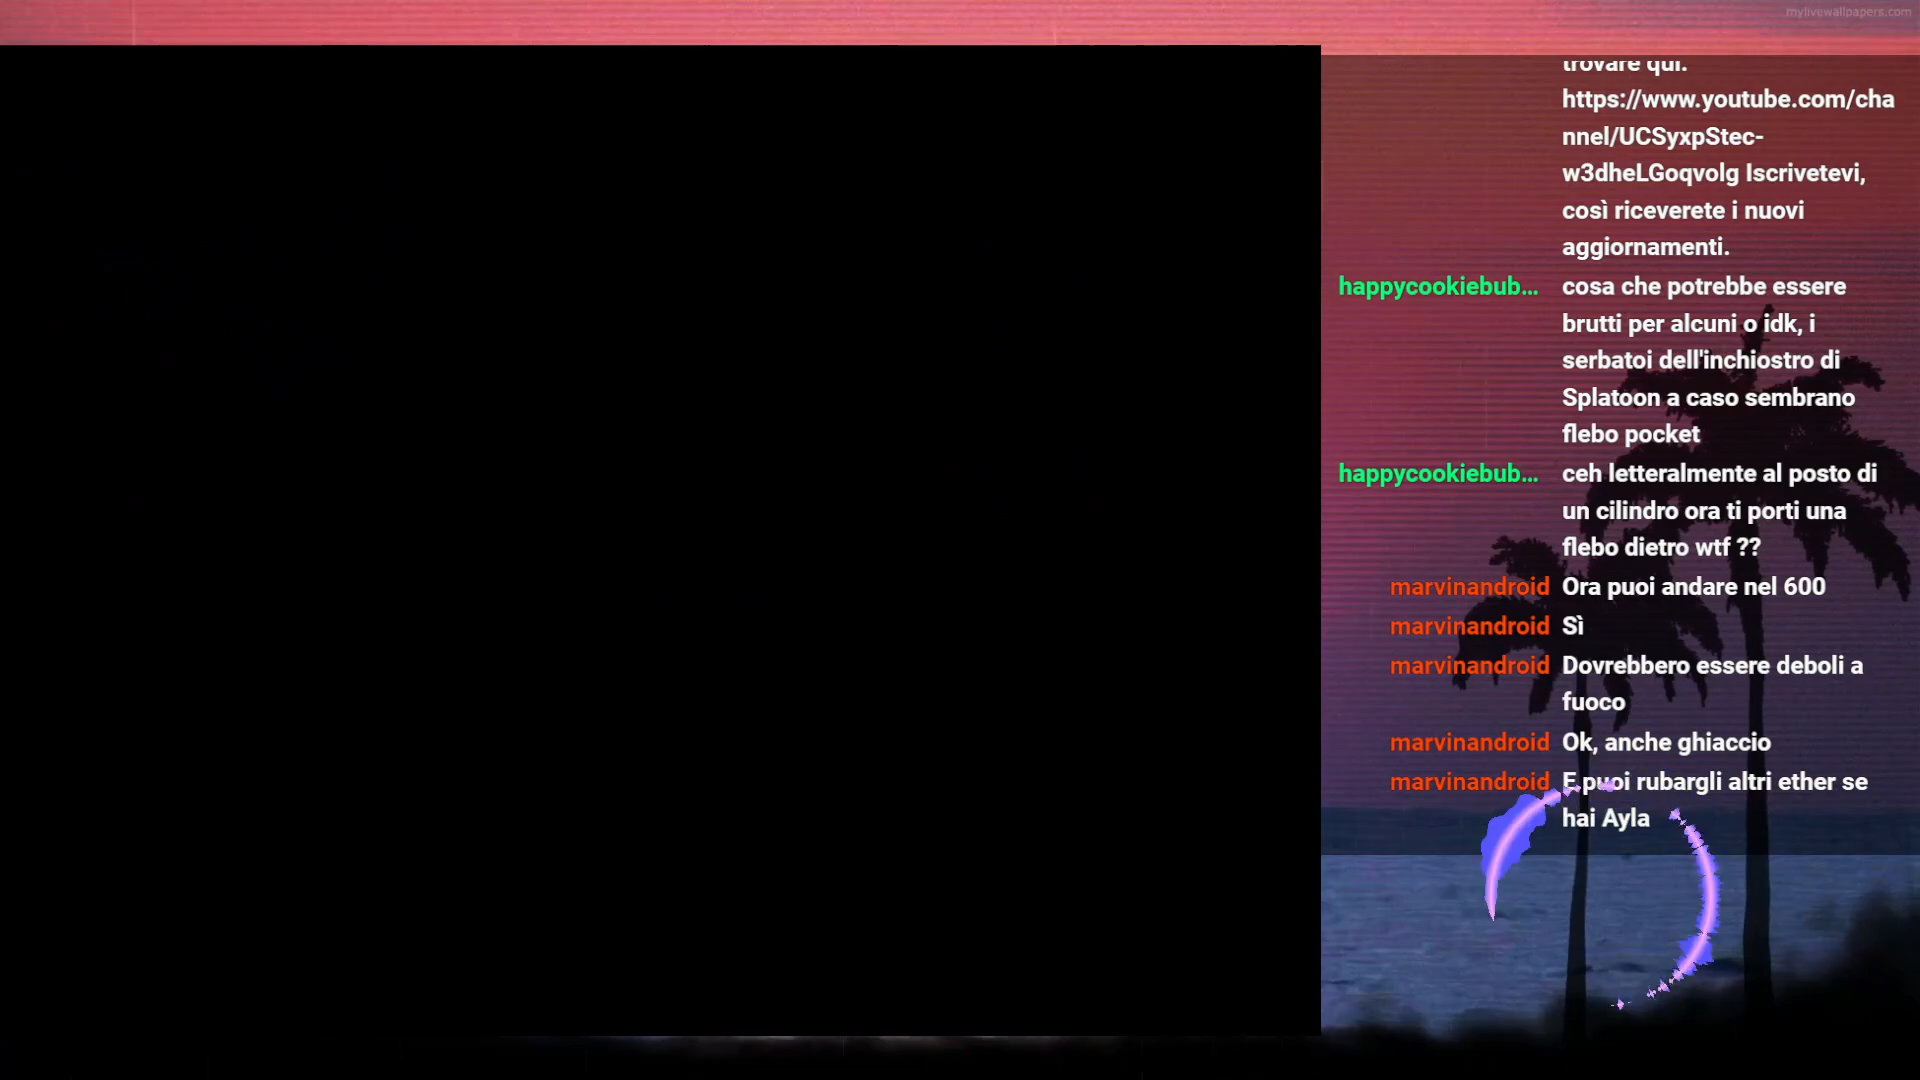 mylivewallpapers.com
trovare qui.
https://www.youtube.com/cha
nnel/UCSyxpStec-
w3dheLGoqvolg Iscrivetevi,
così riceverete i nuovi
aggiornamenti.
happycookiebub... cosa che potrebbe essere
brutti per alcuni o idk, i
serbatoi dell'inchiostro di
Splatoon a caso sembrano
flebo pocket
happycookiebub... ceh letteralmente al posto di
un cilindro ora ti porti una
flebo dietro wtf ??
marvinandroid Ora puoi andare nel 600
marvinandroid Sì
marvinandroid Dovrebbero essere deboli a
fuoco
marvinandroid Ok, anche ghiaccio
marvinandroid E puoi rubargli altri ether se
hai Ayla